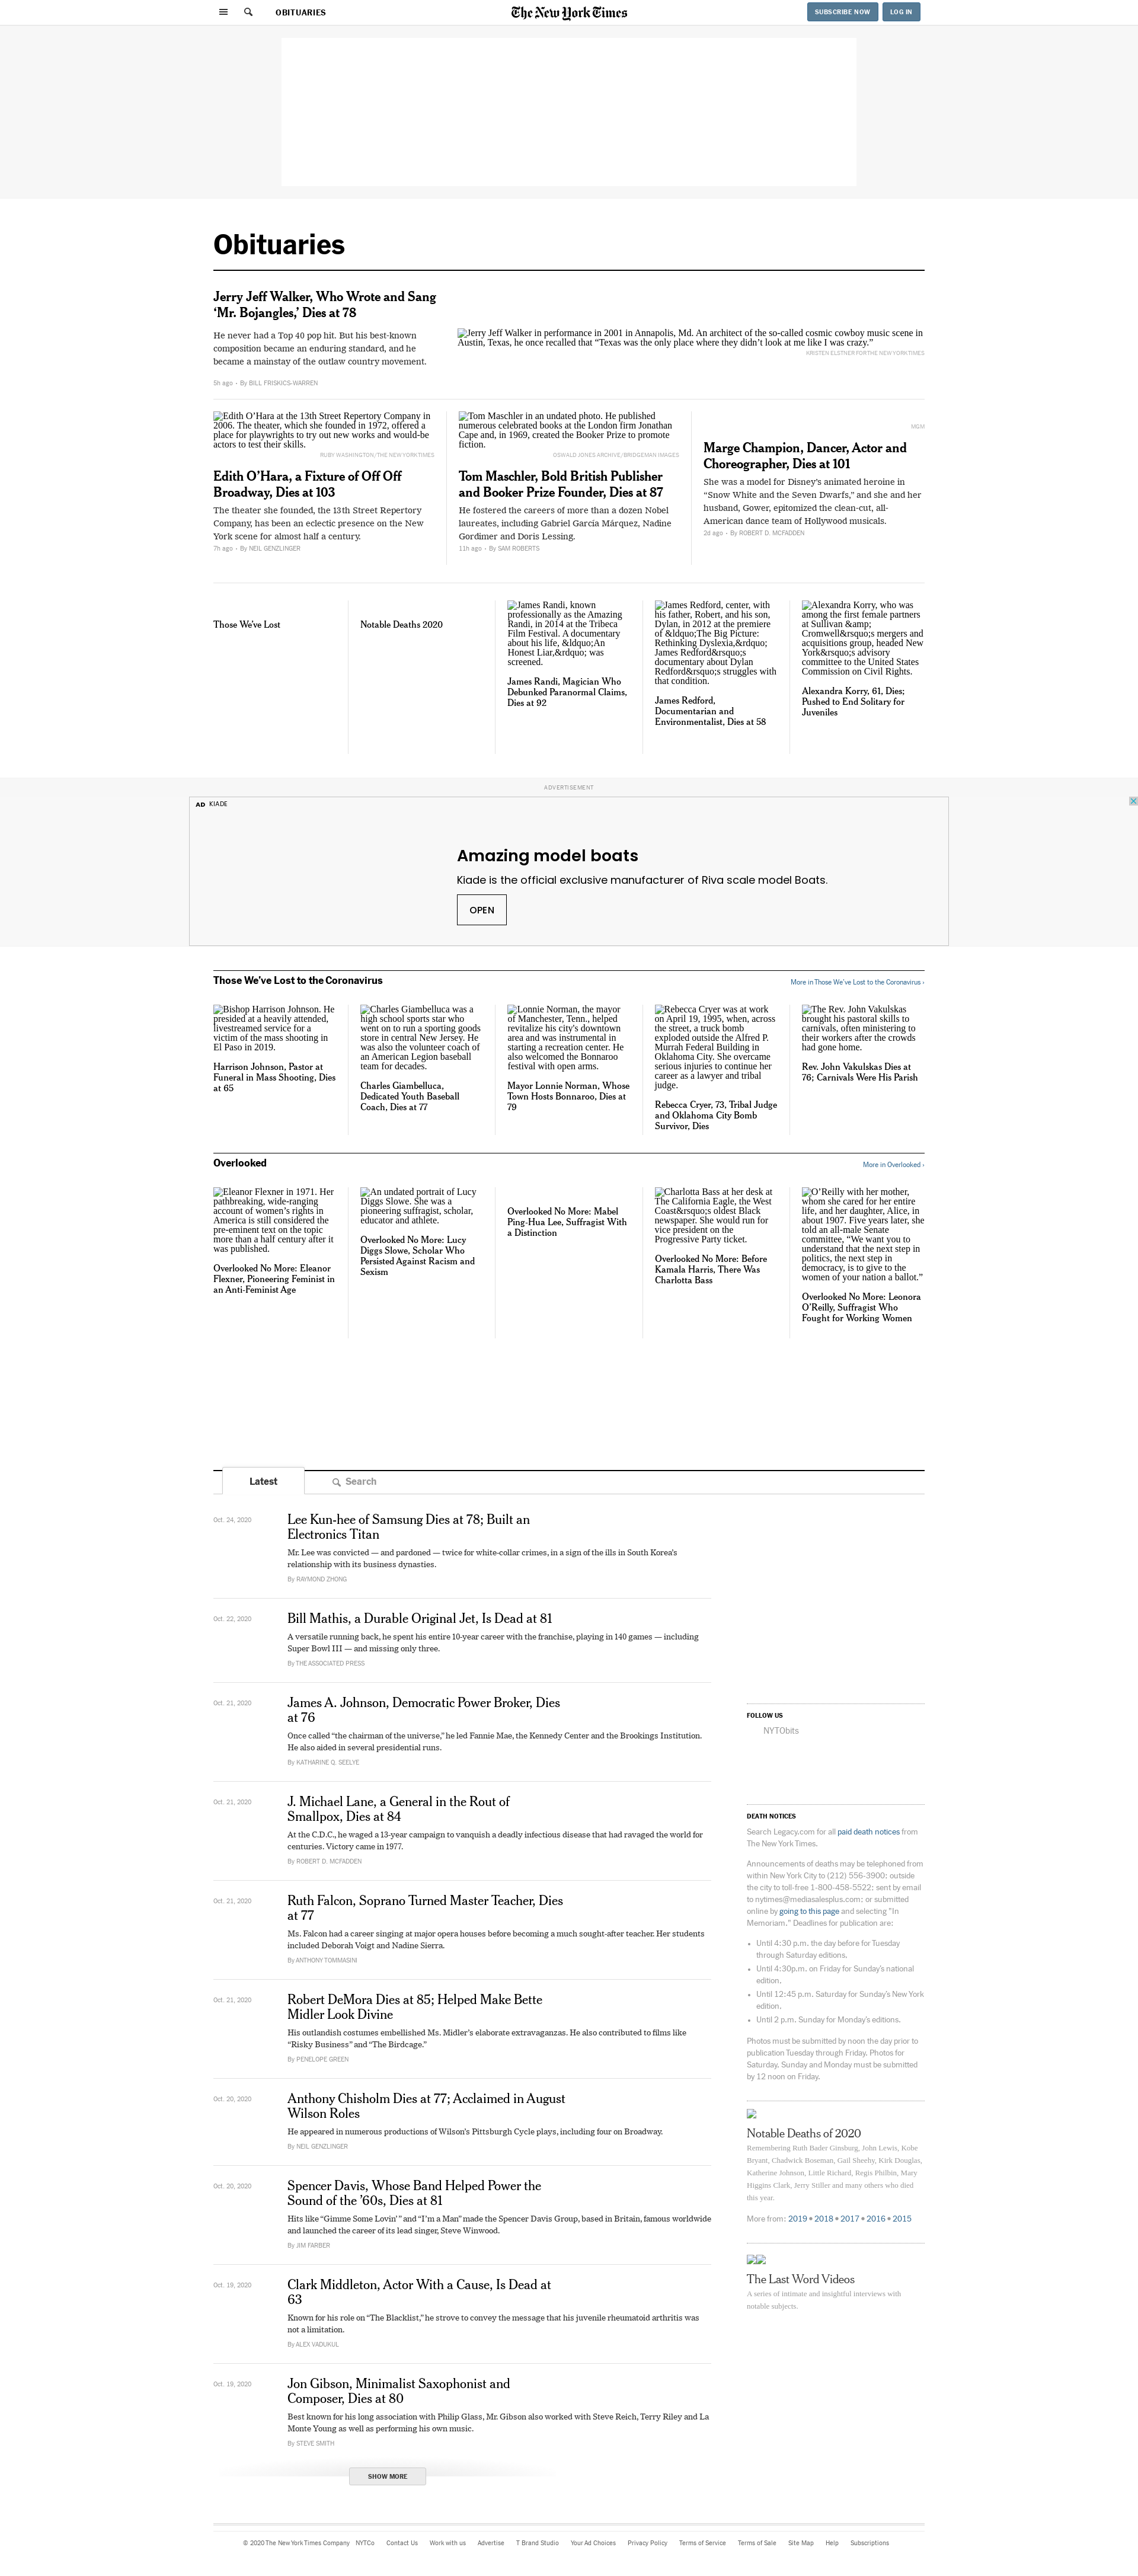 OBITUARIES
The New York Times
SUBSCRIBE NOW
LOG IN
Obituaries
Jerry Jeff Walker, Who Wrote and Sang
‘Mr. Bojangles,’ Dies at 78
He never had a Top 40 pop hit. But his best-known
composition became an enduring standard, and he
became a mainstay of the outlaw country movement.
5h ago • By BILL FRISKICS-WARREN
Jerry Jeff Walker in performance in 2001 in Annapolis, Md. An architect of the so-called cosmic cowboy music scene in
Austin, Texas, he once recalled that “Texas was the only place where they didn’t look at me like I was crazy.”
KRISTEN ELSTNER FOR THE NEW YORK TIMES
Edith O’Hara at the 13th Street Repertory Company in
2006. The theater, which she founded in 1972, offered a
place for playwrights to try out new works and would-be
actors to test their skills.
RUBY WASHINGTON/THE NEW YORK TIMES
Edith O’Hara, a Fixture of Off Off
Broadway, Dies at 103
The theater she founded, the 13th Street Repertory
Company, has been an eclectic presence on the New
York scene for almost half a century.
7h ago • By NEIL GENZLINGER
Tom Maschler in an undated photo. He published
numerous celebrated books at the London firm Jonathan
Cape and, in 1969, created the Booker Prize to promote
fiction.
OSWALD JONES ARCHIVE/BRIDGEMAN IMAGES
Tom Maschler, Bold British Publisher
and Booker Prize Founder, Dies at 87
He fostered the careers of more than a dozen Nobel
laureates, including Gabriel García Márquez, Nadine
Gordimer and Doris Lessing.
11h ago • By SAM ROBERTS
MGM
Marge Champion, Dancer, Actor and
Choreographer, Dies at 101
She was a model for Disney’s animated heroine in
“Snow White and the Seven Dwarfs,” and she and her
husband, Gower, epitomized the clean-cut, all-
American dance team of Hollywood musicals.
2d ago • By ROBERT D. MCFADDEN
Those We’ve Lost
Notable Deaths 2020
James Randi, known
professionally as the Amazing
Randi, in 2014 at the Tribeca
Film Festival. A documentary
about his life, &ldquo;An
Honest Liar,&rdquo; was
screened.
James Randi, Magician Who
Debunked Paranormal Claims,
Dies at 92
James Redford, center, with
his father, Robert, and his son,
Dylan, in 2012 at the premiere
of &ldquo;The Big Picture:
Rethinking Dyslexia,&rdquo;
James Redford&rsquo;s
documentary about Dylan
Redford&rsquo;s struggles with
that condition.
James Redford,
Documentarian and
Environmentalist, Dies at 58
Alexandra Korry, who was
among the first female partners
at Sullivan &amp;
Cromwell&rsquo;s mergers and
acquisitions group, headed New
York&rsquo;s advisory
committee to the United States
Commission on Civil Rights.
Alexandra Korry, 61, Dies;
Pushed to End Solitary for
Juveniles
ADVERTISEMENT
AD KIADE
Amazing model boats
Kiade is the official exclusive manufacturer of Riva scale model Boats.
OPEN
Those We’ve Lost to the Coronavirus
More in Those We’ve Lost to the Coronavirus ›
Bishop Harrison Johnson. He
presided at a heavily attended,
livestreamed service for a
victim of the mass shooting in
El Paso in 2019.
Harrison Johnson, Pastor at
Funeral in Mass Shooting, Dies
at 65
Charles Giambelluca was a
high school sports star who
went on to run a sporting goods
store in central New Jersey. He
was also the volunteer coach of
an American Legion baseball
team for decades.
Charles Giambelluca,
Dedicated Youth Baseball
Coach, Dies at 77
Lonnie Norman, the mayor
of Manchester, Tenn., helped
revitalize his city's downtown
area and was instrumental in
starting a recreation center. He
also welcomed the Bonnaroo
festival with open arms.
Mayor Lonnie Norman, Whose
Town Hosts Bonnaroo, Dies at
79
Rebecca Cryer was at work
on April 19, 1995, when, across
the street, a truck bomb
exploded outside the Alfred P.
Murrah Federal Building in
Oklahoma City. She overcame
serious injuries to continue her
career as a lawyer and tribal
judge.
Rebecca Cryer, 73, Tribal Judge
and Oklahoma City Bomb
Survivor, Dies
The Rev. John Vakulskas
brought his pastoral skills to
carnivals, often ministering to
their workers after the crowds
had gone home.
Rev. John Vakulskas Dies at
76; Carnivals Were His Parish
Overlooked
More in Overlooked ›
Eleanor Flexner in 1971. Her
pathbreaking, wide-ranging
account of women’s rights in
America is still considered the
preeminent text on the topic
more than a half century after it
was published.
Overlooked No More: Eleanor
Flexner, Pioneering Feminist in
an Anti-Feminist Age
An undated portrait of Lucy
Diggs Slowe. She was a
pioneering suffragist, scholar,
educator and athlete.
Overlooked No More: Lucy
Diggs Slowe, Scholar Who
Persisted Against Racism and
Sexism
Overlooked No More: Mabel
Ping-Hua Lee, Suffragist With
a Distinction
Charlotta Bass at her desk at
The California Eagle, the West
Coast&rsquo;s oldest Black
newspaper. She would run for
vice president on the
Progressive Party ticket.
Overlooked No More: Before
Kamala Harris, There Was
Charlotta Bass
O’Reilly with her mother,
whom she cared for her entire
life, and her daughter, Alice, in
about 1907. Five years later, she
told an all-male Senate
committee, “We want you to
understand that the next step in
politics, the next step in
democracy, is to give to the
women of your nation a ballot.”
Overlooked No More: Leonora
O’Reilly, Suffragist Who
Fought for Working Women
Latest
Search
Oct. 24, 2020
Lee Kun-hee of Samsung Dies at 78; Built an
Electronics Titan
Mr. Lee was convicted — and pardoned — twice for white-collar crimes, in a sign of the ills in South Korea’s
relationship with its business dynasties.
By RAYMOND ZHONG
Oct. 22, 2020
Bill Mathis, a Durable Original Jet, Is Dead at 81
A versatile running back, he spent his entire 10-year career with the franchise, playing in 140 games — including
Super Bowl III — and missing only three.
By THE ASSOCIATED PRESS
Oct. 21, 2020
James A. Johnson, Democratic Power Broker, Dies
at 76
Once called “the chairman of the universe,” he led Fannie Mae, the Kennedy Center and the Brookings Institution.
He also aided in several presidential runs.
By KATHARINE Q. SEELYE
Oct. 21, 2020
J. Michael Lane, a General in the Rout of
Smallpox, Dies at 84
At the C.D.C., he waged a 13-year campaign to vanquish a deadly infectious disease that had ravaged the world for
centuries. Victory came in 1977.
By ROBERT D. MCFADDEN
Oct. 21, 2020
Ruth Falcon, Soprano Turned Master Teacher, Dies
at 77
Ms. Falcon had a career singing at major opera houses before becoming a much sought-after teacher. Her students
included Deborah Voigt and Nadine Sierra.
By ANTHONY TOMMASINI
Oct. 21, 2020
Robert DeMora Dies at 85; Helped Make Bette
Midler Look Divine
His outlandish costumes embellished Ms. Midler’s elaborate extravaganzas. He also contributed to films like
“Risky Business” and “The Birdcage.”
By PENELOPE GREEN
Oct. 20, 2020
Anthony Chisholm Dies at 77; Acclaimed in August
Wilson Roles
He appeared in numerous productions of Wilson’s Pittsburgh Cycle plays, including four on Broadway.
By NEIL GENZLINGER
Oct. 20, 2020
Spencer Davis, Whose Band Helped Power the
Sound of the ’60s, Dies at 81
Hits like “Gimme Some Lovin’ ” and “I’m a Man” made the Spencer Davis Group, based in Britain, famous worldwide
and launched the career of its lead singer, Steve Winwood.
By JIM FARBER
Oct. 19, 2020
Clark Middleton, Actor With a Cause, Is Dead at
63
Known for his role on “The Blacklist,” he strove to convey the message that his juvenile rheumatoid arthritis was
not a limitation.
By ALEX VADUKUL
Oct. 19, 2020
Jon Gibson, Minimalist Saxophonist and
Composer, Dies at 80
Best known for his long association with Philip Glass, Mr. Gibson also worked with Steve Reich, Terry Riley and La
Monte Young as well as performing his own music.
By STEVE SMITH
SHOW MORE
FOLLOW US
NYTObits
DEATH NOTICES
Search Legacy.com for all paid death notices from
The New York Times.
Announcements of deaths may be telephoned from
within New York City to (212) 556-3900; outside
the city to toll-free 1-800-458-5522; sent by email
to nytimes@mediasalesplus.com; or submitted
online by going to this page and selecting "In
Memoriam." Deadlines for publication are:
• Until 4:30 p.m. the day before for Tuesday
through Saturday editions.
• Until 4:30p.m. on Friday for Sunday’s national
edition.
• Until 12:45 p.m. Saturday for Sunday’s New York
edition.
• Until 2 p.m. Sunday for Monday’s editions.
Photos must be submitted by noon the day prior to
publication Tuesday through Friday. Photos for
Saturday, Sunday and Monday must be submitted
by 12 noon on Friday.
Notable Deaths of 2020
Remembering Ruth Bader Ginsburg, John Lewis, Kobe
Bryant, Chadwick Boseman, Gail Sheehy, Kirk Douglas,
Katherine Johnson, Little Richard, Regis Philbin, Mary
Higgins Clark, Jerry Stiller and many others who died
this year.
More from: 2019 • 2018 • 2017 • 2016 • 2015
The Last Word Videos
A series of intimate and insightful interviews with
notable subjects.
© 2020 The New York Times Company NYTCo Contact Us Work with us Advertise T Brand Studio Your Ad Choices Privacy Policy Terms of Service Terms of Sale Site Map Help Subscriptions